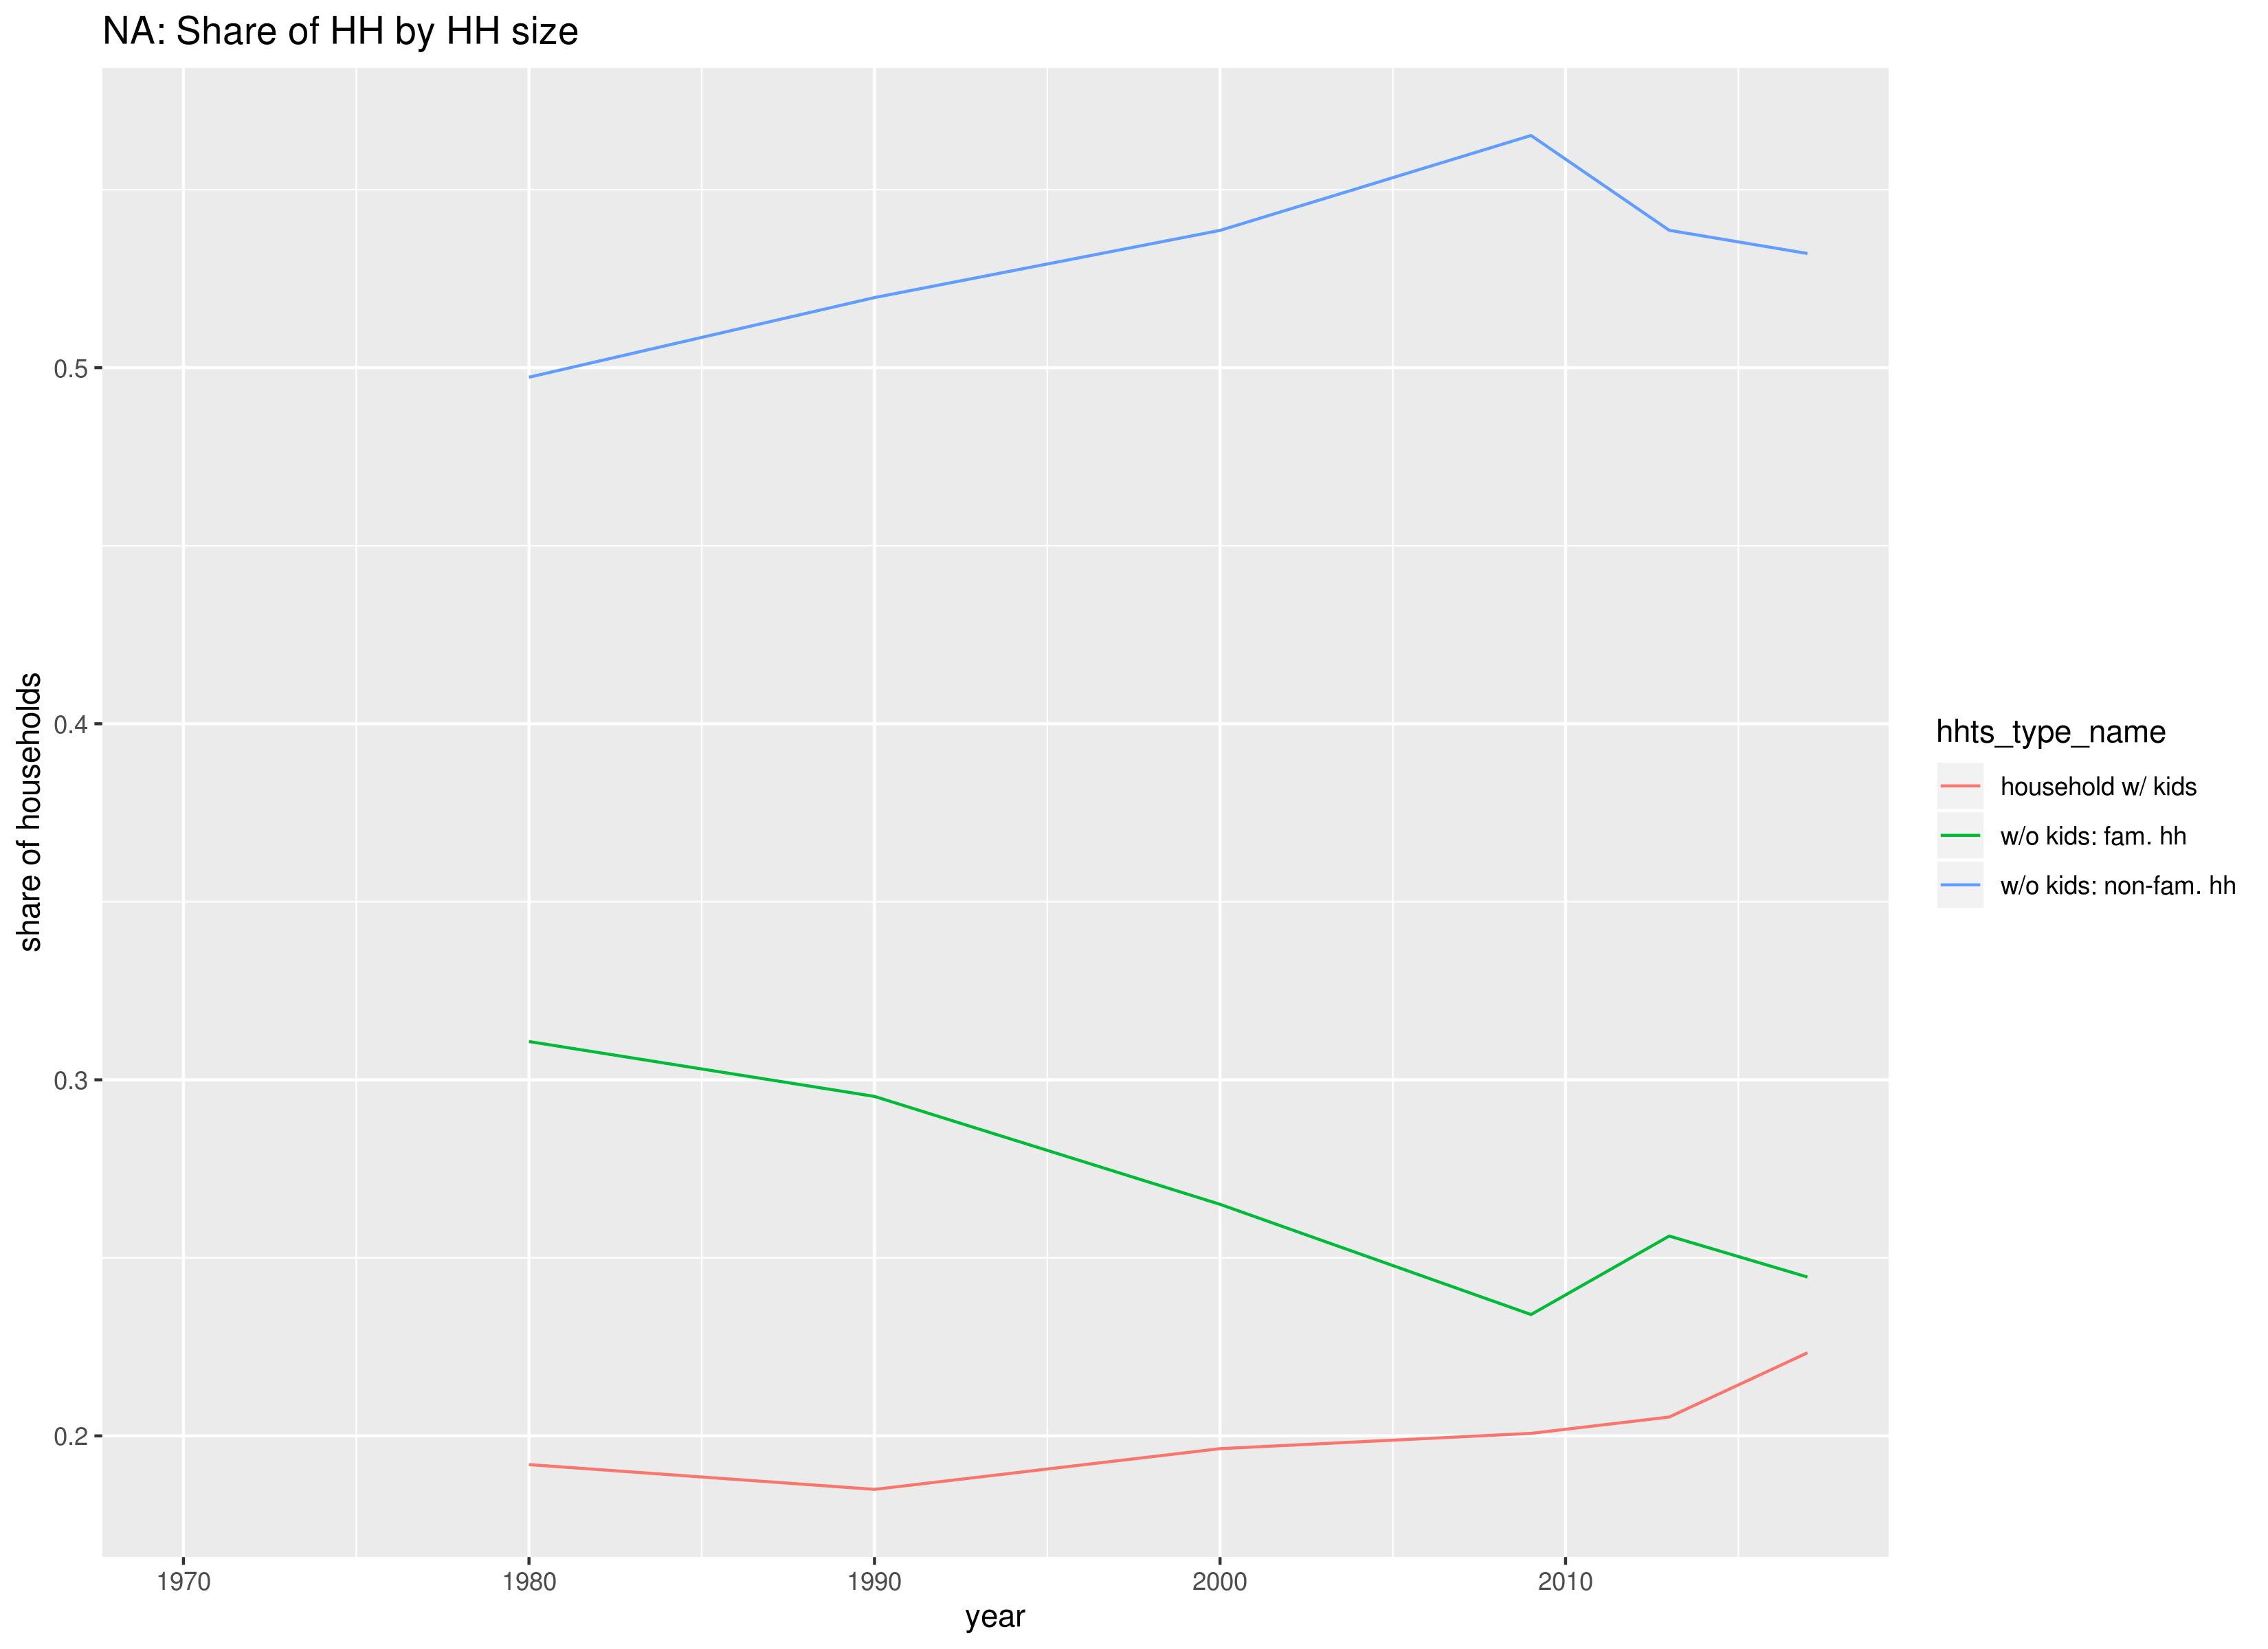 NA: Share of HH by HH size
0.5
0.4
0.3
0.2
share of households
1970 1980 1990 2000 2010
year
hhts_type_name
household w/ kids
w/o kids: fam. hh
w/o kids: non-fam. hh